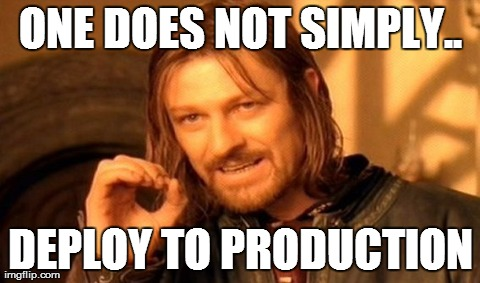 ONE DOES NOT SIMPLY..
DEPLOY TO PRODUCTION
imgflip.com